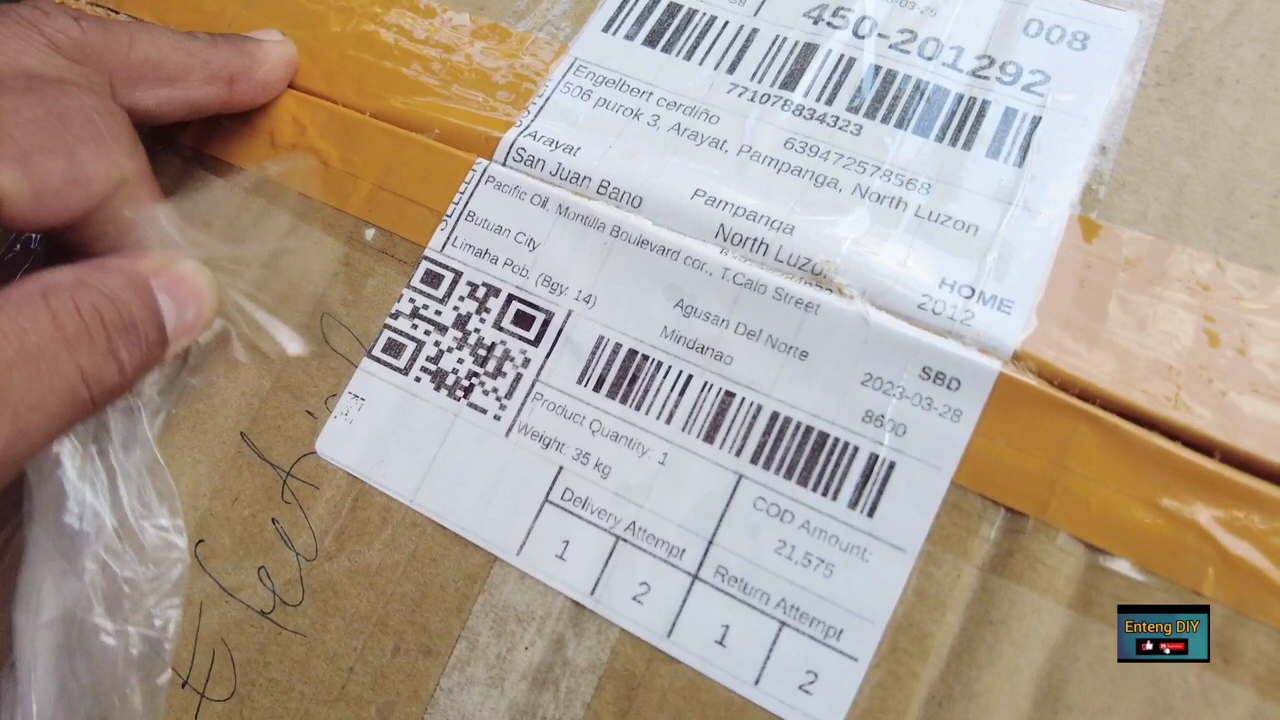 450-2012922
008
771078834323
Engelbert cerdiño
639472578568
506 purok 3, Arayat, Pampanga, North Luzon
Arayat
Pampanga
San Juan Bano
North Luzo
HOME
2012
Pacific Oil, Montilla Boulevard cor., T.Calo Street
Butuan City
Agusan Del Norte
SBD
Limaha Pob. (Bgy. 14)
Mindanao
2023-03-28
8600
Product Quantity: 1
Weight: 35 kg
COD Amount:
21,575
Delivery Attempt
Return Attempt
1
2
1
2
Enteng DIY